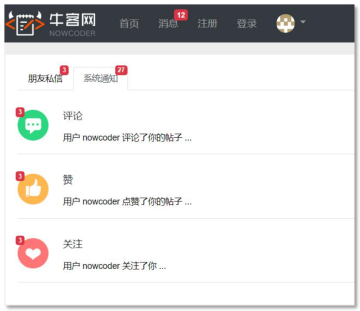 牛客网
NOWCODER
首页 消息 12 注册 登录
朋友私信 3 系统通知 27
3
评论
用户 nowcoder 评论了你的帖子 ...
3
赞
用户 nowcoder 点赞了你的帖子 ...
3
关注
用户 nowcoder 关注了你 ...